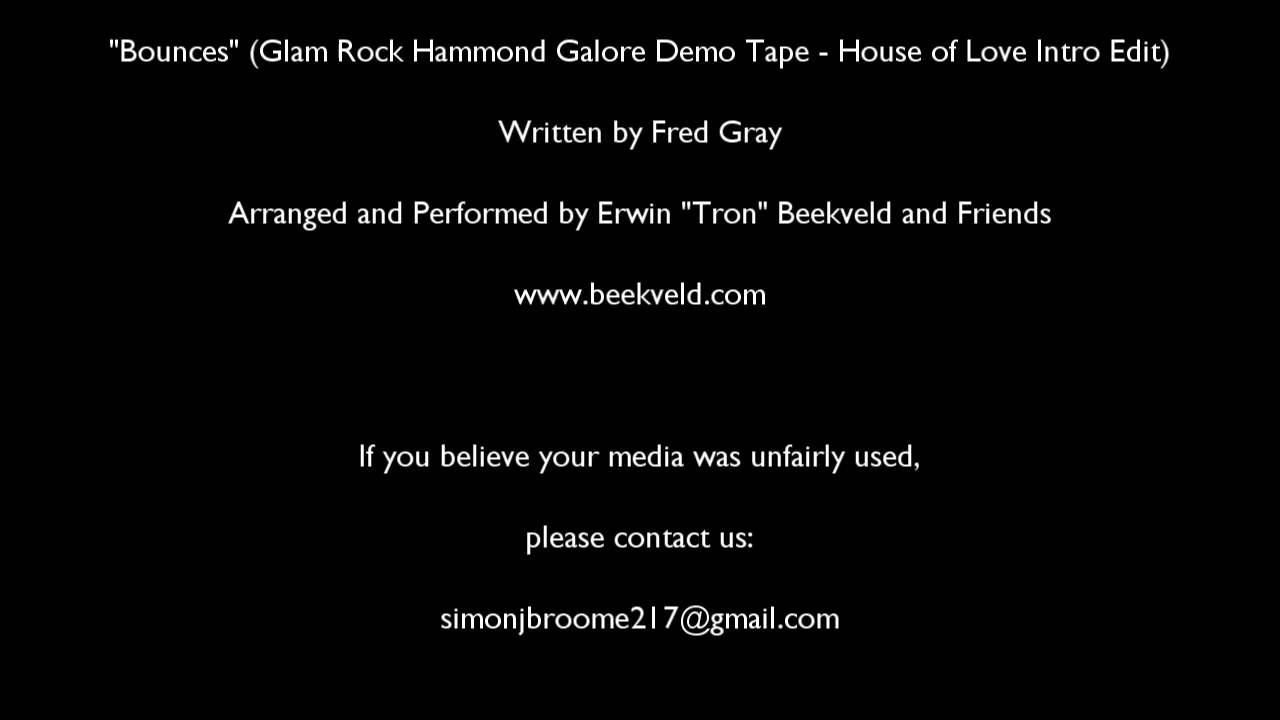 "Bounces" (Glam Rock Hammond Galore Demo Tape - House of Love Intro Edit)
Written by Fred Gray
Arranged and Performed by Erwin "Tron" Beekveld and Friends
www.beekveld.com
If you believe your media was unfairly used,
please contact us:
simonjbroome217@gmail.com